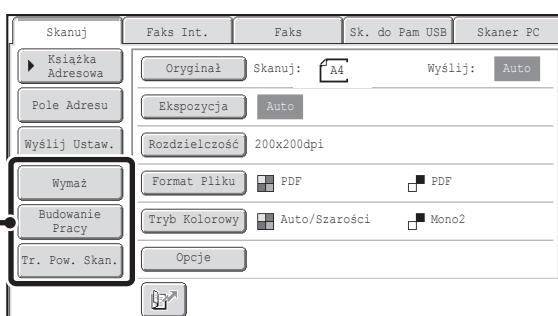 Skanuj Faks Int. Faks Sk. do Pam USB Skaner PC
Książka
Adresowa
Oryginał Skanuj: A4 Wyślij: Auto
Pole Adresu Ekspozycja Auto
Wyślij Ustaw. Rozdzielczość 200x200dpi
Wymaż Format Pliku PDF PDF
Budowanie
Pracy
Tryb Kolorowy Auto/Szarości Mono2
Tr. Pow. Skan. Opcje